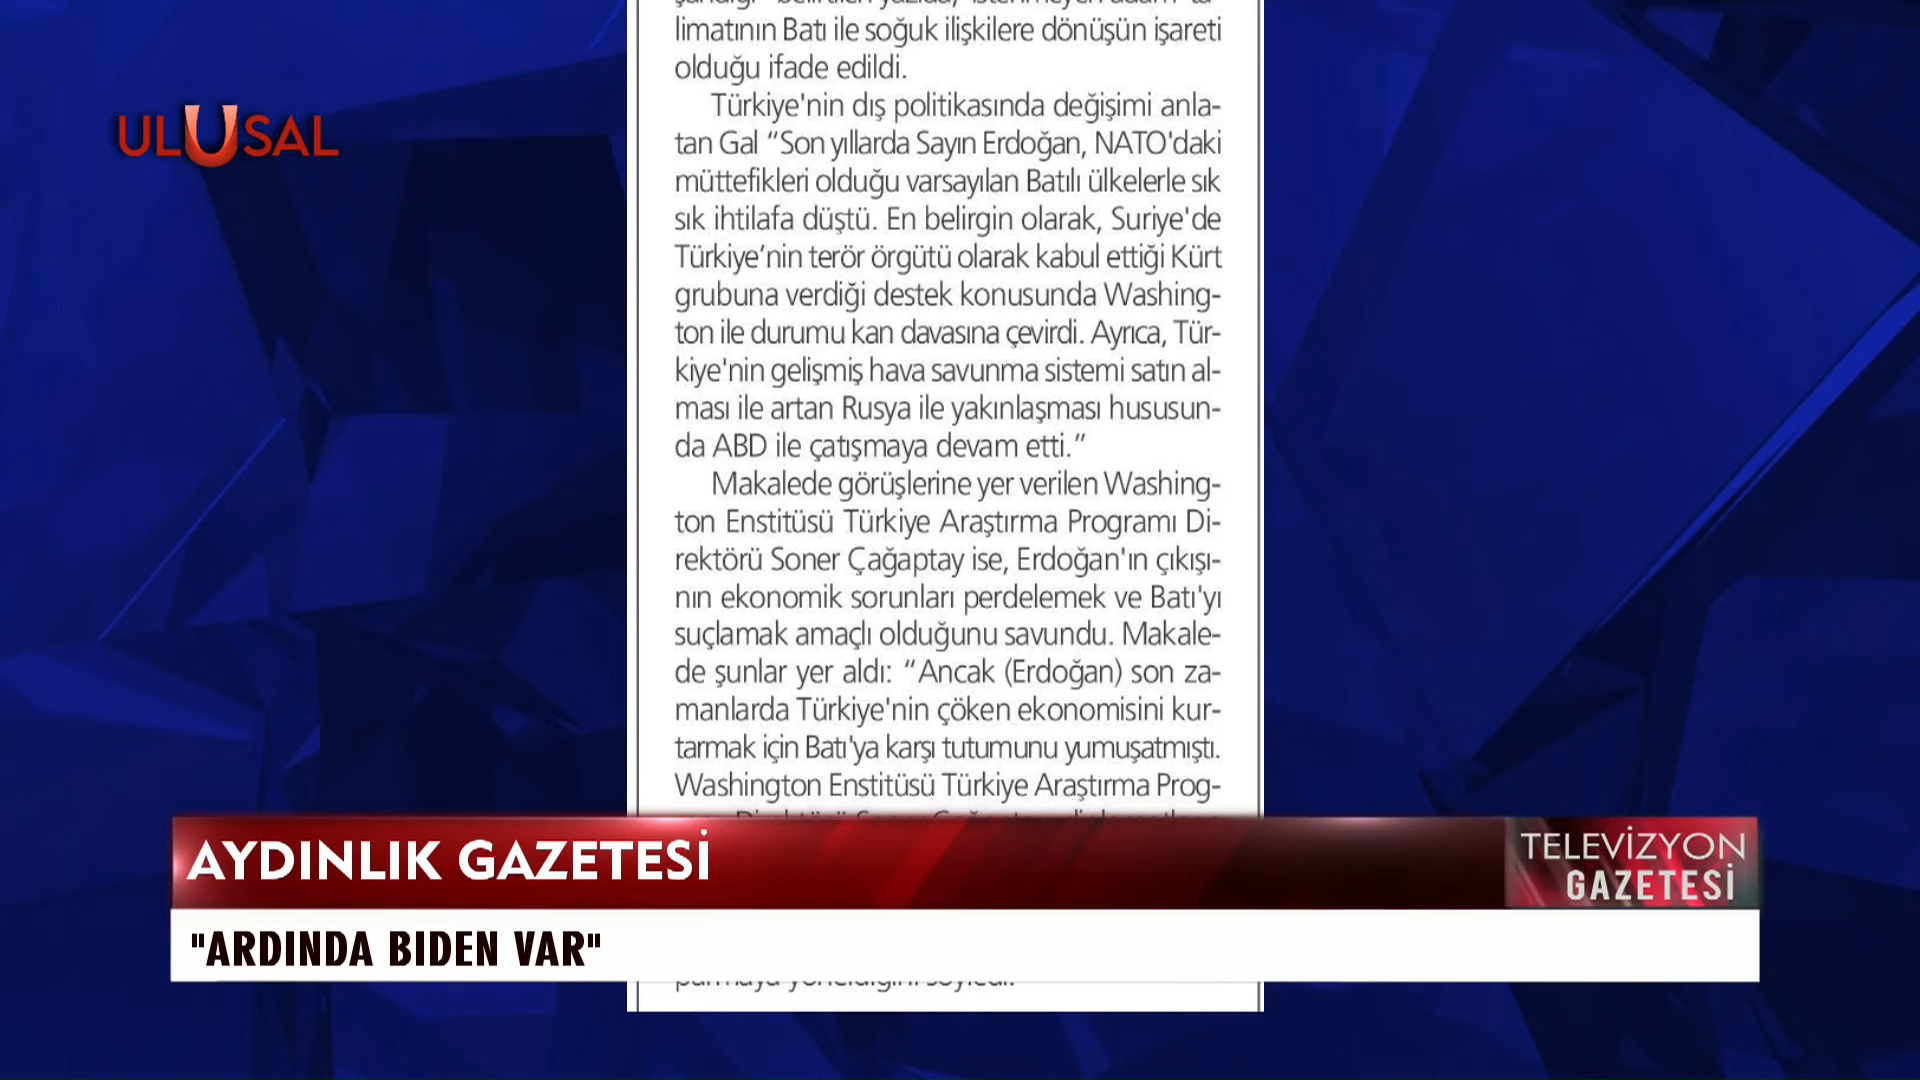 ULUSAL
limatının Batı ile soğuk ilişkilere dönüşün işareti
olduğu ifade edildi.
Türkiye'nin dış politikasında değişimi anla-
tan Gal “Son yıllarda Sayın Erdoğan, NATO'daki
müttefikleri olduğu varsayılan Batılı ülkelerle sık
sık ihtilafa düştü. En belirgin olarak, Suriye'de
Türkiye’nin terör örgütü olarak kabul ettiği Kürt
grubuna verdiği destek konusunda Washing-
ton ile durumu kan davasına çevirdi. Ayrıca, Tür-
kiye'nin gelişmiş hava savunma sistemi satın al-
ması ile artan Rusya ile yakınlaşması hususun-
da ABD ile çatışmaya devam etti.”
Makalede görüşlerine yer verilen Washing-
ton Enstitüsü Türkiye Araştırma Programı Di-
rektörü Soner Çağaptay ise, Erdoğan'ın çıkışı-
nın ekonomik sorunları perdelemek ve Batı'yı
suçlamak amaçlı olduğunu savundu. Makale-
de şunlar yer aldı: “Ancak (Erdoğan) son za-
manlarda Türkiye'nin çöken ekonomisini kur-
tarmak için Batı'ya karşı tutumunu yumuşatmıştı.
Washington Enstitüsü Türkiye Araştırma Prog-
AYDINLIK GAZETESİ
TELEVİZYON
GAZETESİ
"ARDINDA BIDEN VAR"